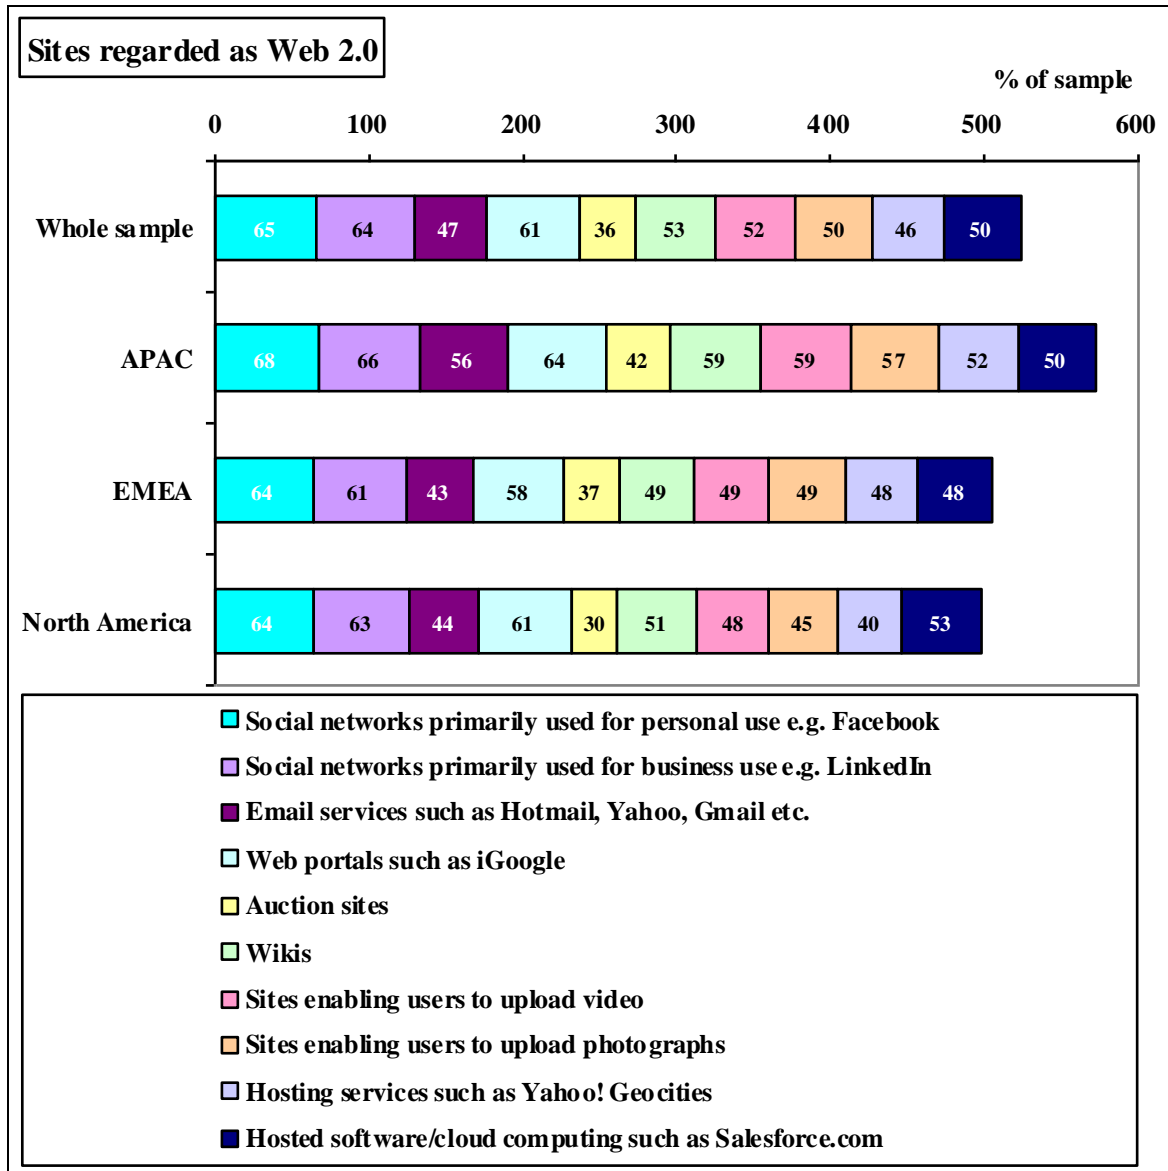 Sites regarded as Web 2.0
% of sample
0 100 200 300 400 500 600
Whole sample 65 64 47 61 36 53 52 50 46 50
APAC 68 66 56 64 42 59 59 57 52 50
EMEA 64 61 43 58 37 49 49 49 48 48
North America 64 63 44 61 30 51 48 45 40 53
Social networks primarily used for personal use e.g. Facebook
Social networks primarily used for business use e.g. LinkedIn
Email services such as Hotmail, Yahoo, Gmail etc.
Web portals such as iGoogle
Auction sites
Wikis
Sites enabling users to upload video
Sites enabling users to upload photographs
Hosting services such as Yahoo! Geocities
Hosted software/cloud computing such as Salesforce.com